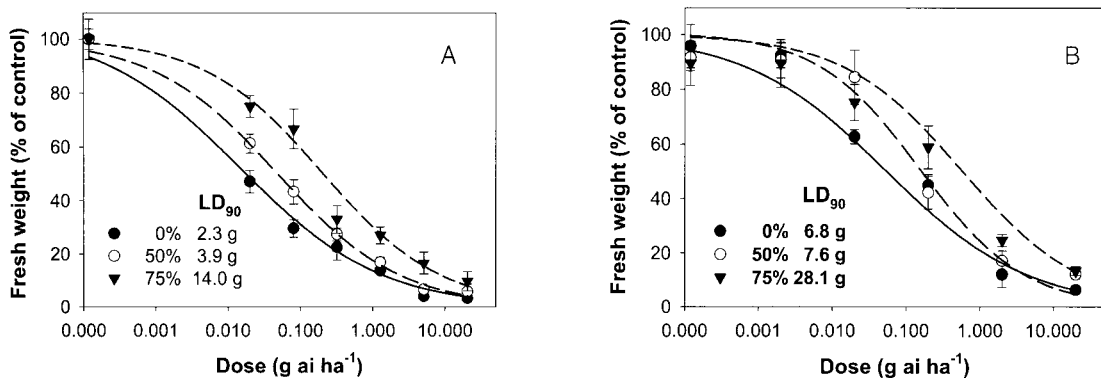 A
Fresh weight (% of control)
100
80
60
40
20
0
LD90
0% 2.3 g
50% 3.9 g
75% 14.0 g
0.000 0.001 0.010 0.100 1.000 10.000
Dose (g ai ha-1)
B
Fresh weight (% of control)
100
80
60
40
20
0
LD90
0% 6.8 g
50% 7.6 g
75% 28.1 g
0.000 0.001 0.010 0.100 1.000 10.000
Dose (g ai ha-1)